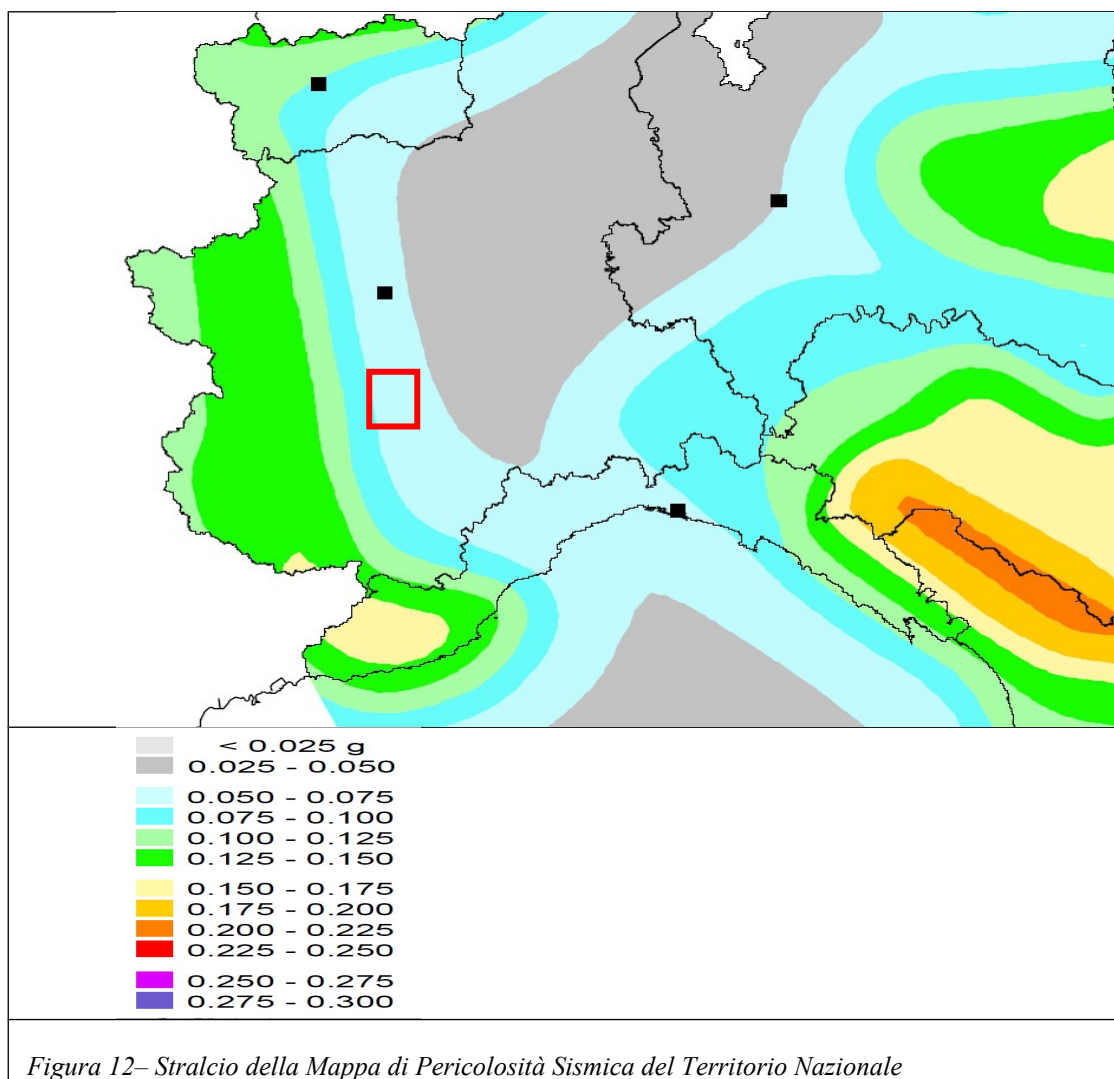 < 0.025 g
0.025 - 0.050
0.050 - 0.075
0.075 - 0.100
0.100 - 0.125
0.125 - 0.150
0.150 - 0.175
0.175 - 0.200
0.200 - 0.225
0.225 - 0.250
0.250 - 0.275
0.275 - 0.300
Figura 12– Stralcio della Mappa di Pericolosità Sismica del Territorio Nazionale